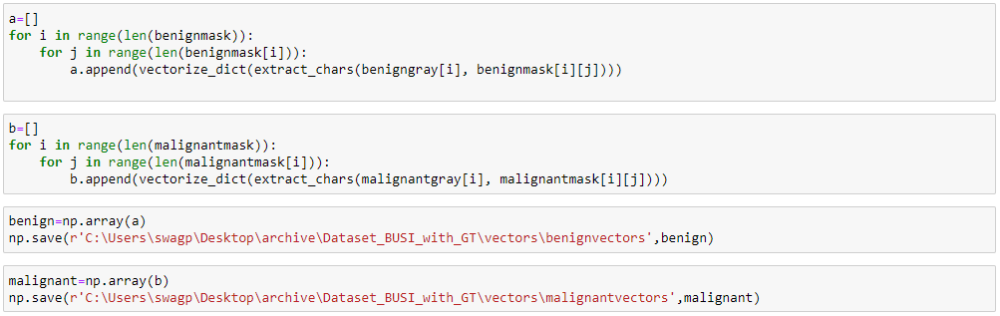 a=[]
for i in range(len(benignmask)):
    for j in range(len(benignmask[i])):
        a.append(vectorize_dict(extract_chars(benigngray[i], benignmask[i][j])))
b=[]
for i in range(len(malignantmask)):
    for j in range(len(malignantmask[i])):
        b.append(vectorize_dict(extract_chars(malignantgray[i], malignantmask[i][j])))
benign=np.array(a)
np.save(r'C:\Users\swagp\Desktop\archive\Dataset_BUSI_with_GT\vectors\benignvectors',benign)
malignant=np.array(b)
np.save(r'C:\Users\swagp\Desktop\archive\Dataset_BUSI_with_GT\vectors\malignantvectors',malignant)